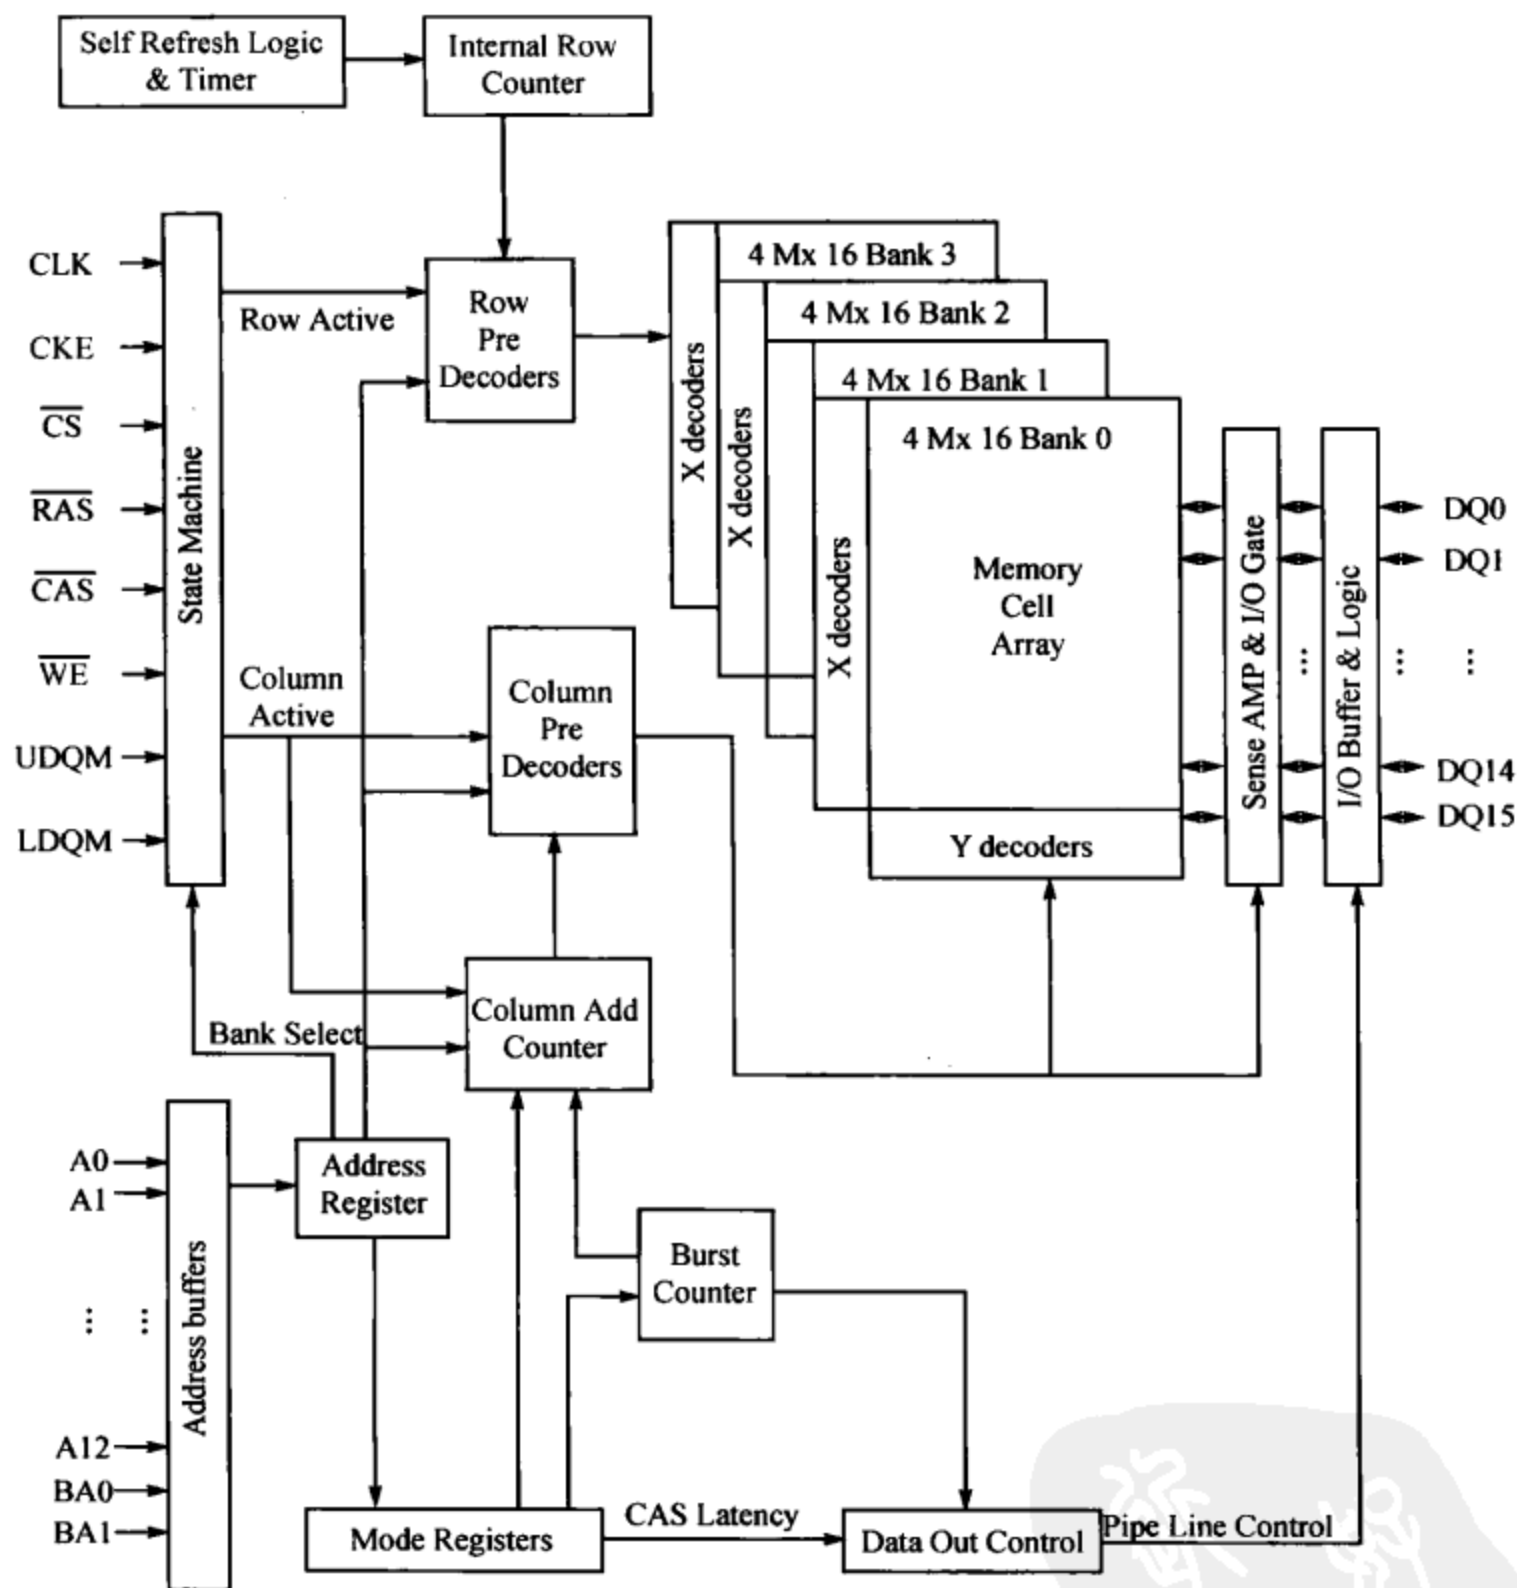 Self Refresh Logic
& Timer
Internal Row
Counter
CLK
CKE
CS
RAS
CAS
WE
UDQM
LDQM
State Machine
Row Active
Row
Pre
Decoders
Column
Active
Column
Pre
Decoders
X decoders
4 Mx 16 Bank 3
X decoders
4 Mx 16 Bank 2
4 Mx 16 Bank 1
X decoders
4 Mx 16 Bank 0
Memory
Cell
Array
Y decoders
Sense AMP & I/O Gate
...
I/O Buffer & Logic
...
DQ0
DQ1
...
DQ14
DQ15
Bank Select
Column Add
Counter
A0
A1
...
...
A12
BA0
BA1
Address buffers
Address
Register
Burst
Counter
Mode Registers
CAS Latency
Data Out Control
Pipe Line Control